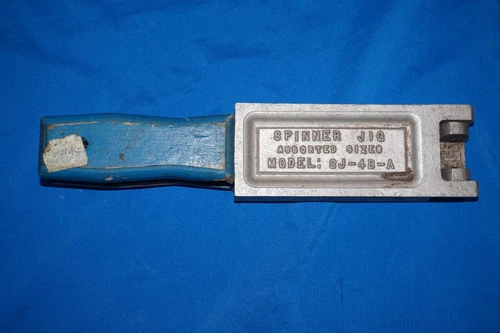 SPINNER JIG
ASSORTED SIZES
MODEL: SJ-4B-A